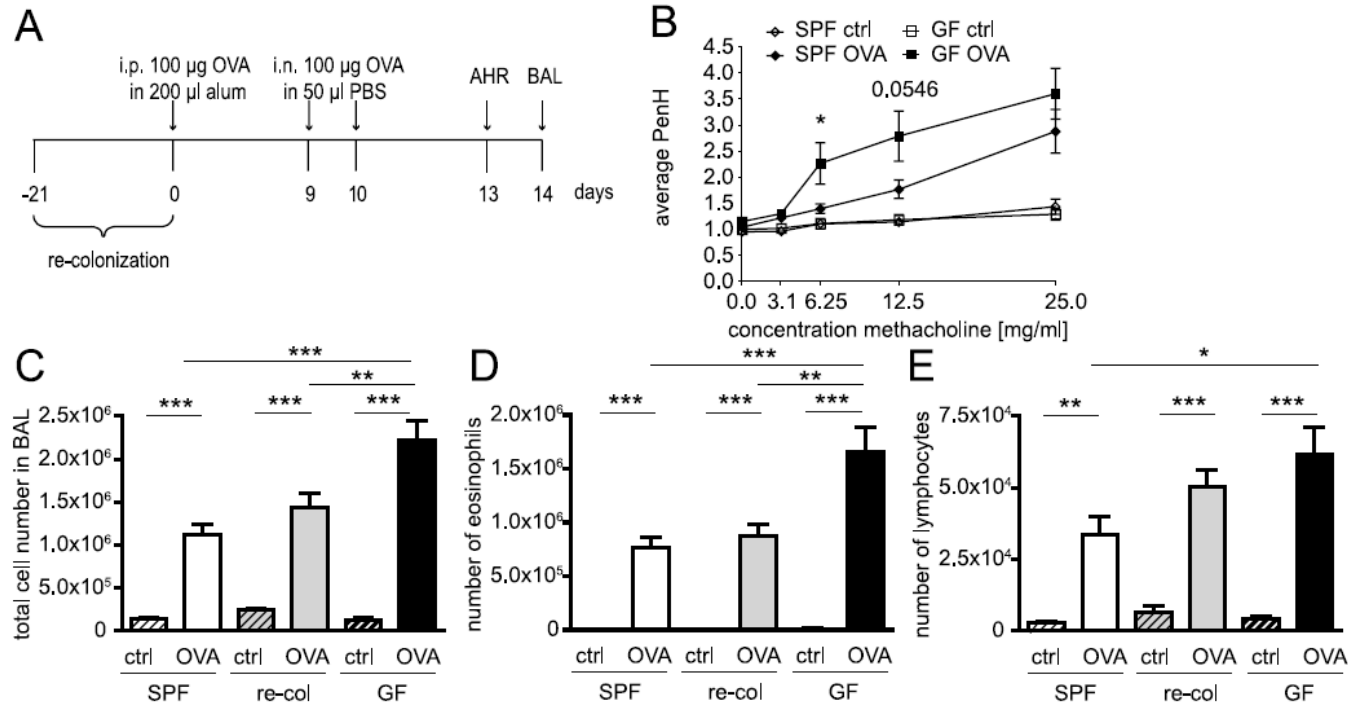 A
i.p. 100 µg OVA
in 200 µl alum
i.n. 100 µg OVA
in 50 µl PBS
AHR
BAL
-21
0
9
10
13
14
days
re-colonization
B
SPF ctrl
GF ctrl
SPF OVA
GF OVA
average PenH
4.5
4.0
3.5
3.0
2.5
2.0
1.5
1.0
0.5
0.0
*
0.0546
0.0 3.1 6.25 12.5 25.0
concentration methacholine [mg/ml]
C
***
**
*** *** ***
total cell number in BAL
2.5x10⁶
2.0x10⁶
1.5x10⁶
1.0x10⁶
5.0x10⁵
0
ctrl OVA ctrl OVA ctrl OVA
SPF re-col GF
D
***
**
*** *** ***
number of eosinophils
2.0x10⁶
1.5x10⁶
1.0x10⁶
5.0x10⁵
0
ctrl OVA ctrl OVA ctrl OVA
SPF re-col GF
E
*
** *** ***
number of lymphocytes
7.5x10⁴
5.0x10⁴
2.5x10⁴
0
ctrl OVA ctrl OVA ctrl OVA
SPF re-col GF